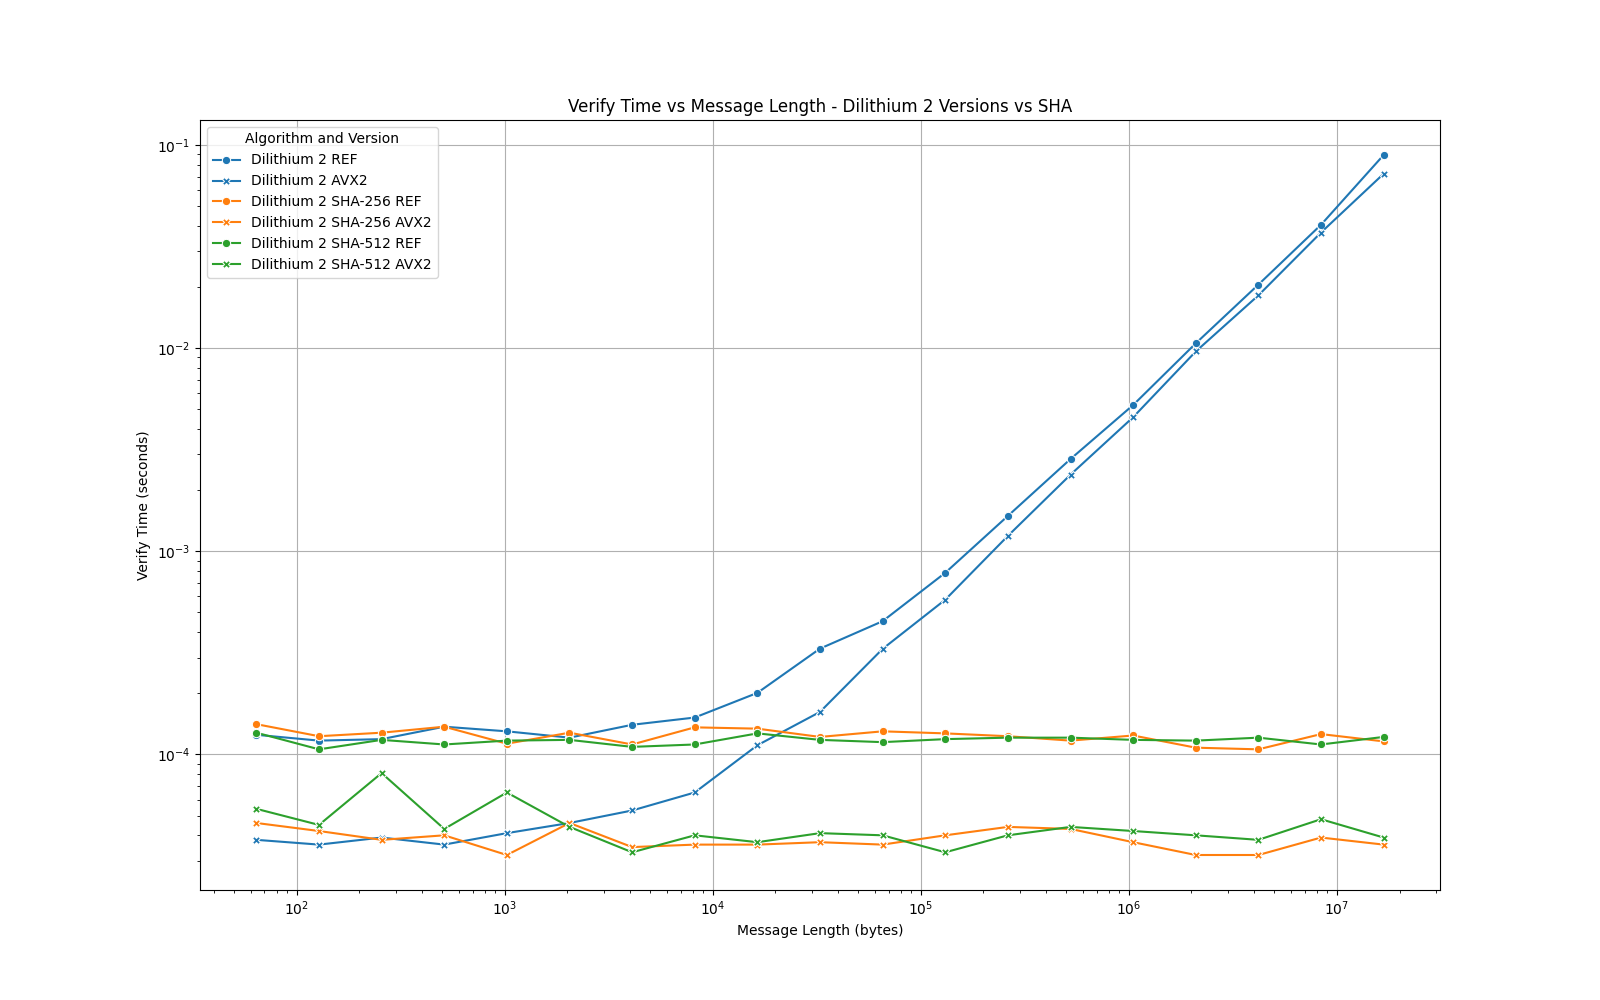 Verify Time vs Message Length - Dilithium 2 Versions vs SHA
Algorithm and Version
Dilithium 2 REF
Dilithium 2 AVX2
Dilithium 2 SHA-256 REF
Dilithium 2 SHA-256 AVX2
Dilithium 2 SHA-512 REF
Dilithium 2 SHA-512 AVX2
Verify Time (seconds)
10⁻¹
10⁻²
10⁻³
10⁻⁴
10² 10³ 10⁴ 10⁵ 10⁶ 10⁷
Message Length (bytes)